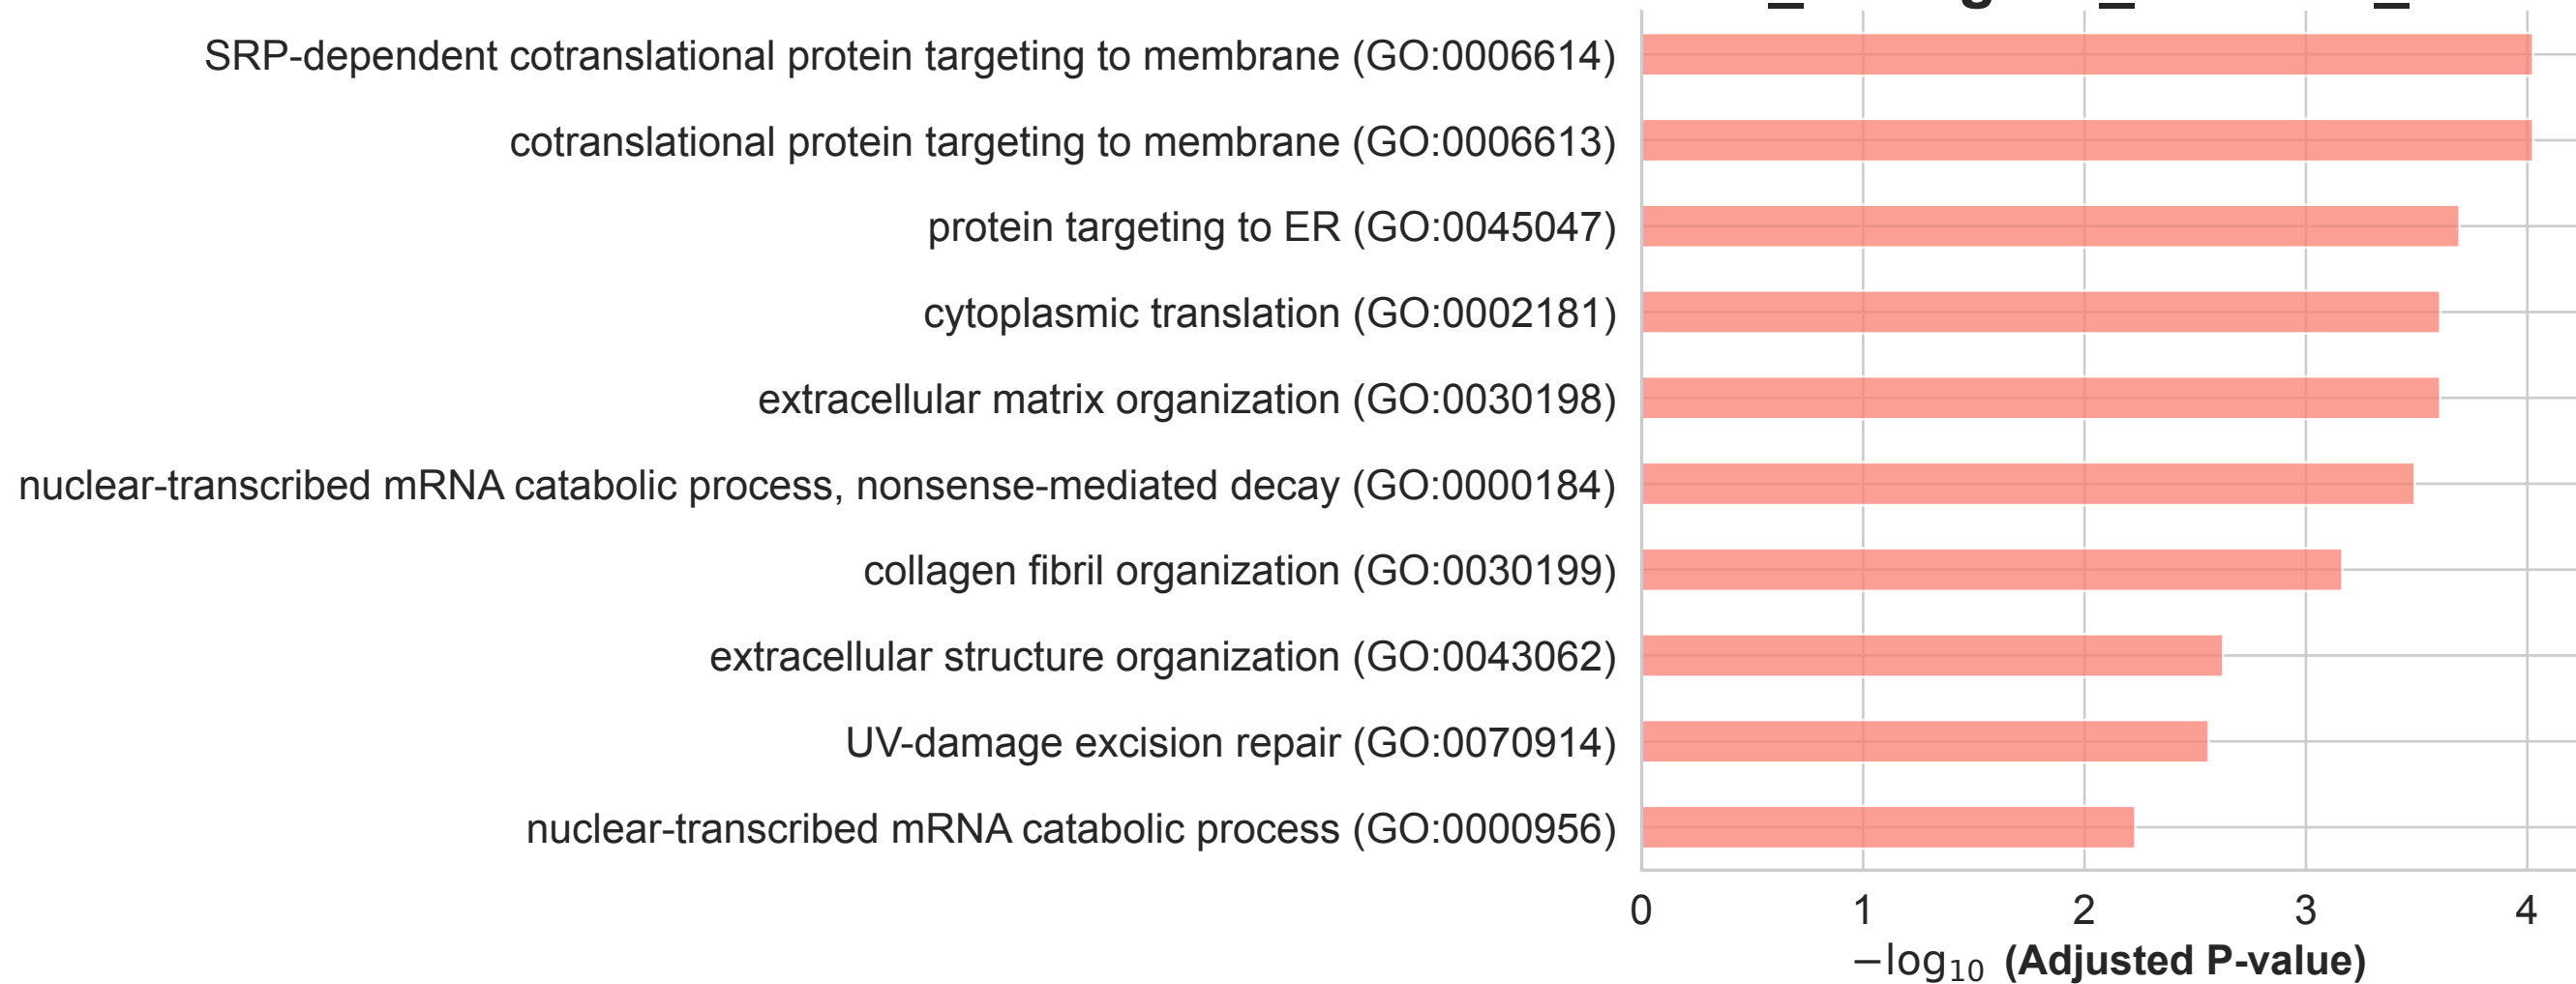 SRP-dependent cotranslational protein targeting to membrane (GO:0006614)
cotranslational protein targeting to membrane (GO:0006613)
protein targeting to ER (GO:0045047)
cytoplasmic translation (GO:0002181)
extracellular matrix organization (GO:0030198)
nuclear-transcribed mRNA catabolic process, nonsense-mediated decay (GO:0000184)
collagen fibril organization (GO:0030199)
extracellular structure organization (GO:0043062)
UV-damage excision repair (GO:0070914)
nuclear-transcribed mRNA catabolic process (GO:0000956)
0 1 2 3 4
−log₁₀ (Adjusted P-value)